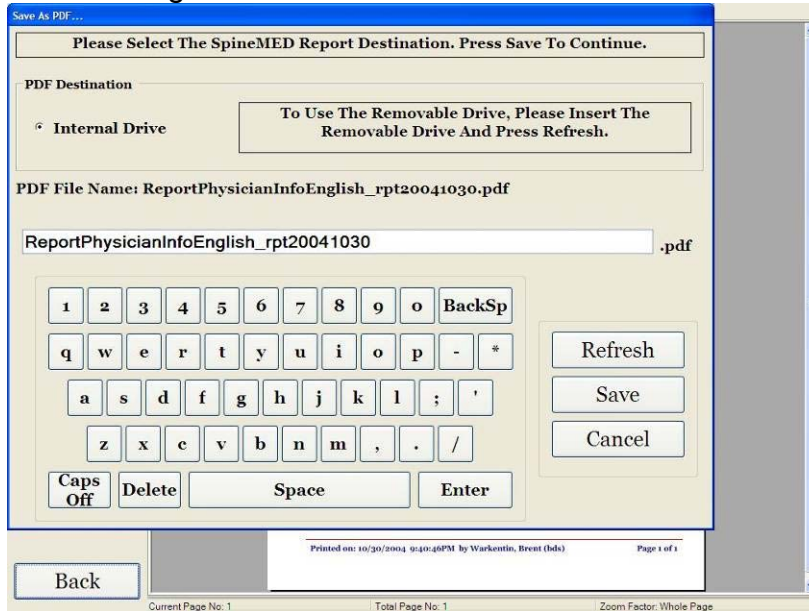 Save As PDF...
Please Select The SpineMED Report Destination. Press Save To Continue.
PDF Destination
Internal Drive
To Use The Removable Drive, Please Insert The
Removable Drive And Press Refresh.
PDF File Name: ReportPhysicianInfoEnglish_rpt20041030.pdf
ReportPhysicianInfoEnglish_rpt20041030 .pdf
1 2 3 4 5 6 7 8 9 0 BackSp
q w e r t y u i o p - *
a s d f g h j k l ; '
z x c v b n m , . /
Caps Off Delete Space Enter
Refresh
Save
Cancel
Printed on: 10/30/2004 9:40:46PM by Warkentin, Brent (bds) Page 1 of 1
Back
Current Page No: 1 Total Page No: 1 Zoom Factor: Whole Page